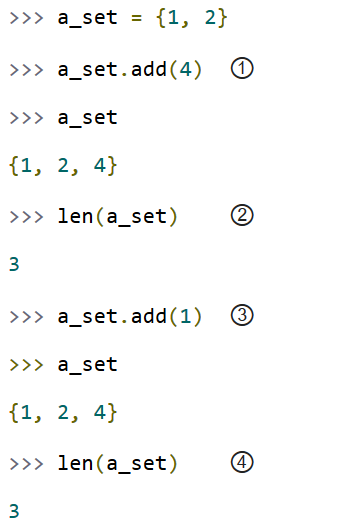 >>> a_set = {1, 2}
>>> a_set.add(4) ①
>>> a_set
{1, 2, 4}
>>> len(a_set) ②
3
>>> a_set.add(1) ③
>>> a_set
{1, 2, 4}
>>> len(a_set) ④
3